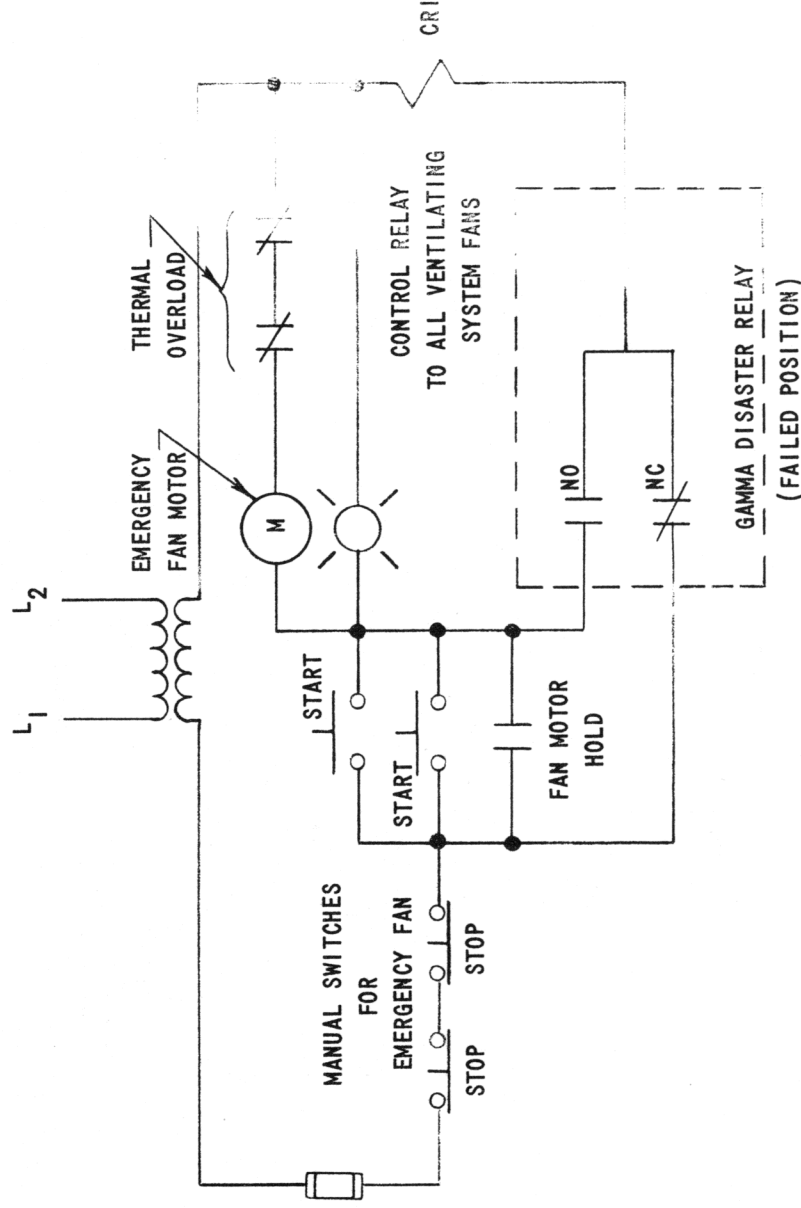 L1
L2
EMERGENCY
FAN MOTOR
THERMAL
OVERLOAD
M
START
START
CONTROL RELAY
TO ALL VENTILATING
SYSTEM FANS
CRI
MANUAL SWITCHES
FOR
EMERGENCY FAN
STOP
STOP
FAN MOTOR
HOLD
NO
NC
GAMMA DISASTER RELAY
(FAILED POSITION)